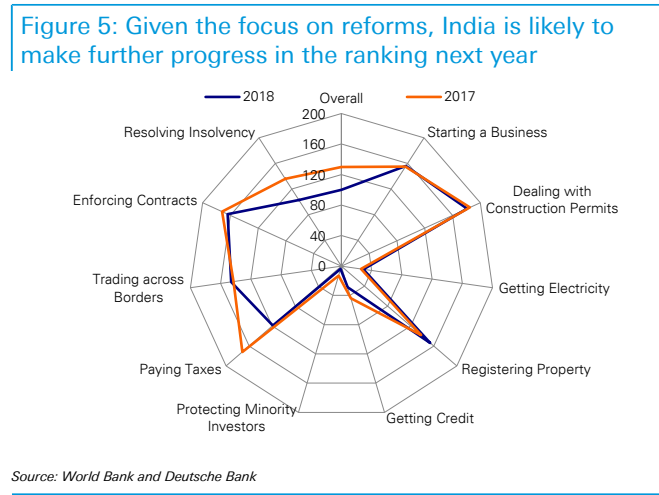 Figure 5: Given the focus on reforms, India is likely to
make further progress in the ranking next year
2018
2017
Overall
Starting a Business
Dealing with
Construction Permits
Getting Electricity
Registering Property
Getting Credit
Protecting Minority
Investors
Paying Taxes
Trading across
Borders
Enforcing Contracts
Resolving Insolvency
200
160
120
80
40
0
Source: World Bank and Deutsche Bank